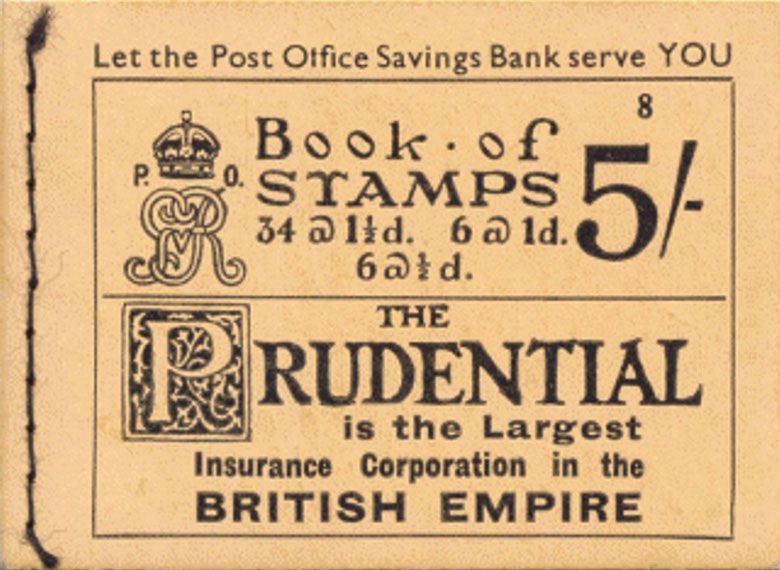 Let the Post Office Savings Bank serve YOU
8
P. O.
Book · of
STAMPS
5/-
34 @ 1½d. 6 @ 1d.
6 @ ½d.
THE
PRUDENTIAL
is the Largest
Insurance Corporation in the
BRITISH EMPIRE